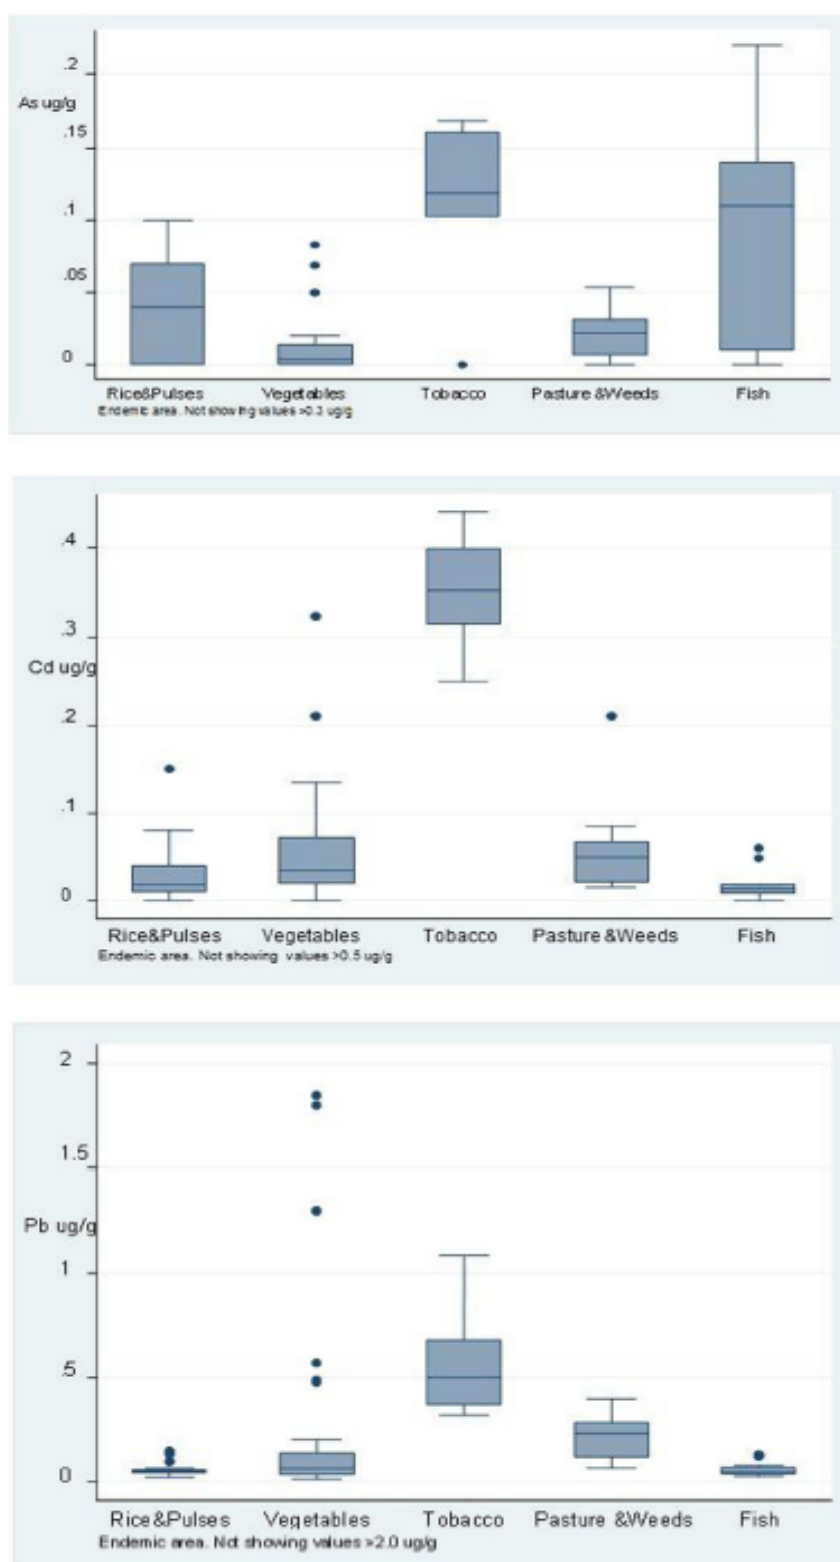 .2
As ug/g
.15
.1
.05
0
Rice&Pulses Vegetables Tobacco Pasture &Weeds Fish
Endemic area. Not showing values >0.3 ug/g
.4
.3
Cd ug/g
.2
.1
0
Rice&Pulses Vegetables Tobacco Pasture &Weeds Fish
Endemic area. Not showing values >0.5 ug/g
2
1.5
Pb ug/g
1
.5
0
Rice&Pulses Vegetables Tobacco Pasture &Weeds Fish
Endemic area. Not showing values >2.0 ug/g